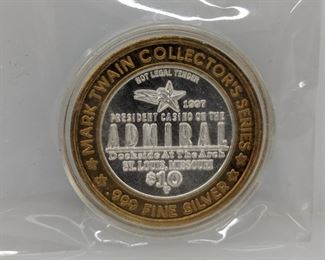 MARK TWAIN COLLECTOR'S SERIES
NOT LEGAL TENDER
1997
PRESIDENT CASINO ON THE
ADMIRAL
Dockside At The Arch
ST. LOUIS, MISSOURI
$10
.999 FINE SILVER